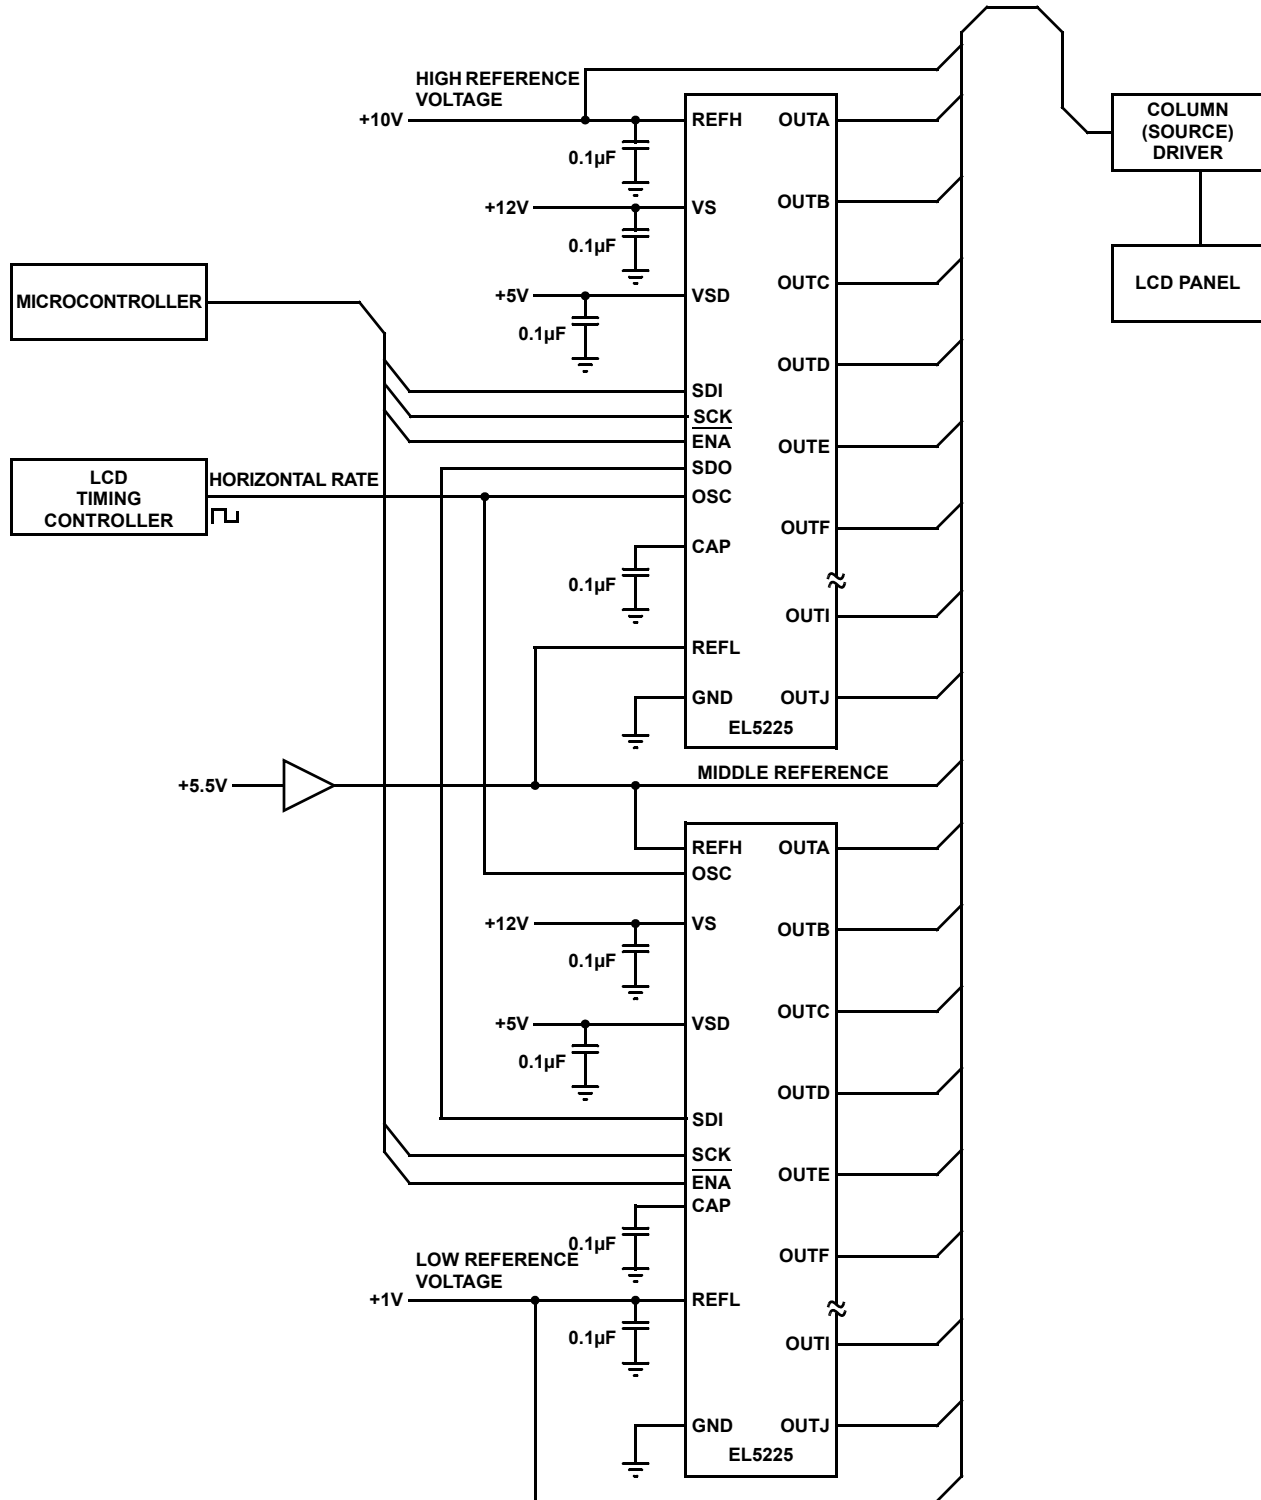 HIGH REFERENCE
VOLTAGE
+10V
REFH
OUTA
0.1µF
COLUMN
(SOURCE)
DRIVER
+12V
VS
OUTB
0.1µF
MICROCONTROLLER
+5V
VSD
OUTC
LCD PANEL
0.1µF
OUTD
SDI
SCK
ENA
OUTE
SDO
LCD
TIMING
CONTROLLER
HORIZONTAL RATE
OSC
OUTF
CAP
0.1µF
OUTI
REFL
GND
OUTJ
EL5225
+5.5V
MIDDLE REFERENCE
REFH
OUTA
OSC
+12V
VS
OUTB
0.1µF
+5V
VSD
OUTC
0.1µF
OUTD
SDI
SCK
OUTE
ENA
CAP
0.1µF
OUTF
LOW REFERENCE
VOLTAGE
+1V
REFL
0.1µF
OUTI
GND
OUTJ
EL5225